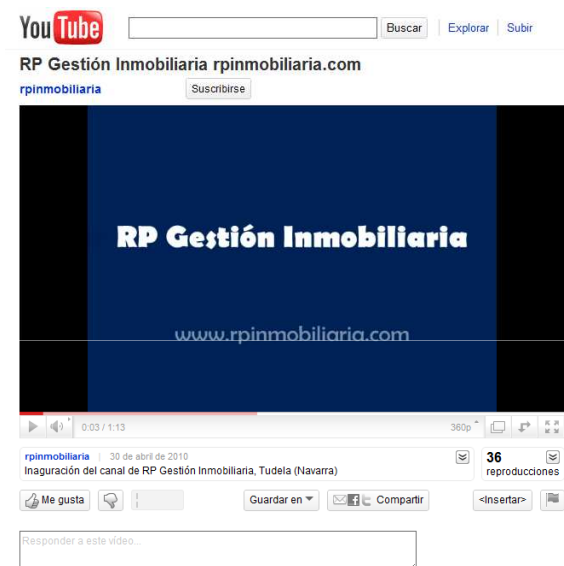 YouTube Buscar Explorar Subir
RP Gestión Inmobiliaria rpinmobiliaria.com
rpinmobiliaria Suscribirse
RP Gestión Inmobiliaria
www.rpinmobiliaria.com
0:03 / 1:13 360p
rpinmobiliaria 30 de abril de 2010 36
Inaguración del canal de RP Gestión Inmobiliaria, Tudela (Navarra) reproducciones
Me gusta Guardar en Compartir <Insertar>
Responder a este vídeo...